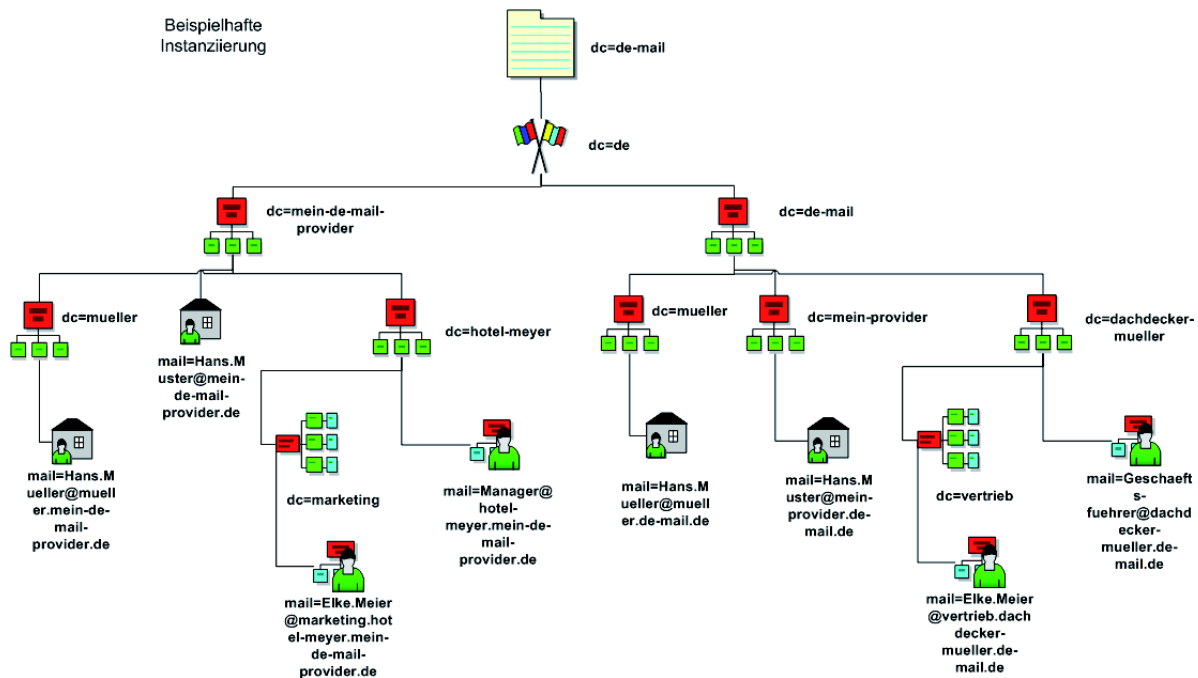 Beispielhafte
Instanziierung
dc=de-mail
dc=de
dc=mein-de-mail-
provider
dc=de-mail
dc=mueller
mail=Hans.M
uster@mein-
de-mail-
provider.de
dc=hotel-meyer
dc=mueller
dc=mein-provider
dc=dachdecker-
mueller
mail=Hans.M
ueller@muell
er.mein-de-
mail-
provider.de
dc=marketing
mail=Manager@
hotel-
meyer.mein-de-
mail-
provider.de
mail=Hans.M
ueller@muell
er.de-mail.de
mail=Hans.M
uster@mein-
provider.de-
mail.de
dc=vertrieb
mail=Geschaeft
s-
fuehrer@dachd
ecker-
mueller.de-
mail.de
mail=Elke.Meier
@marketing.hot
el-meyer.mein-
de-mail-
provider.de
mail=Elke.Meier
@vertrieb.dach
decker-
mueller.de-
mail.de